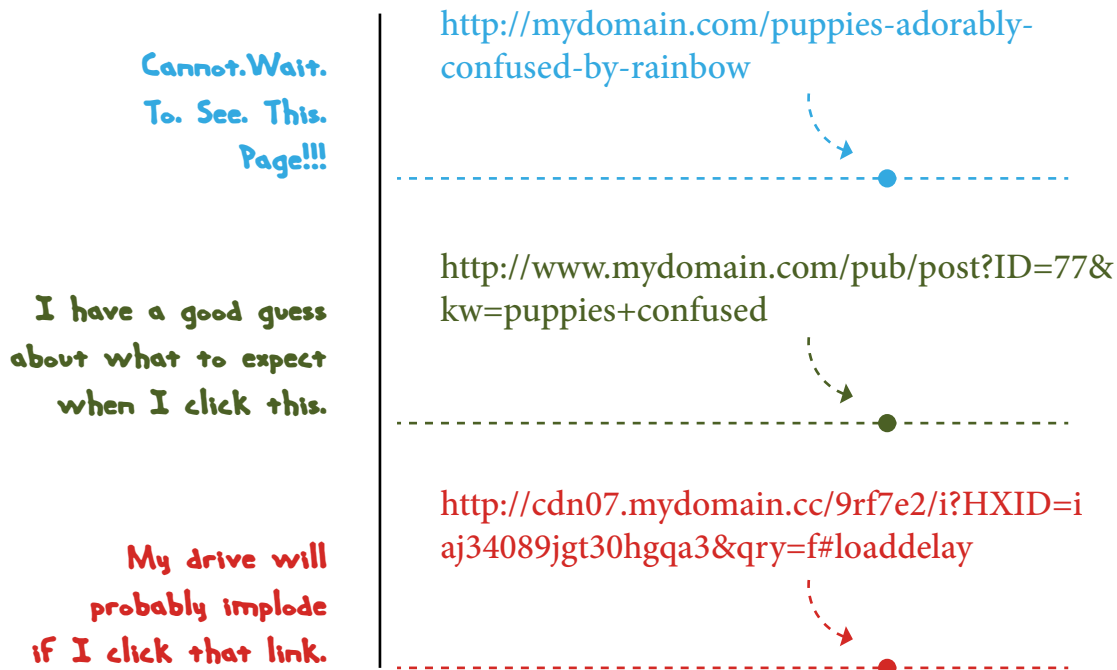 Cannot.Wait.
To. See. This.
Page!!!
http://mydomain.com/puppies-adorably-
confused-by-rainbow
I have a good guess
about what to expect
when I click this.
http://www.mydomain.com/pub/post?ID=77&
kw=puppies+confused
My drive will
probably implode
if I click that link.
http://cdn07.mydomain.cc/9rf7e2/i?HXID=i
aj34089jgt30hgqa3&qry=f#loaddelay